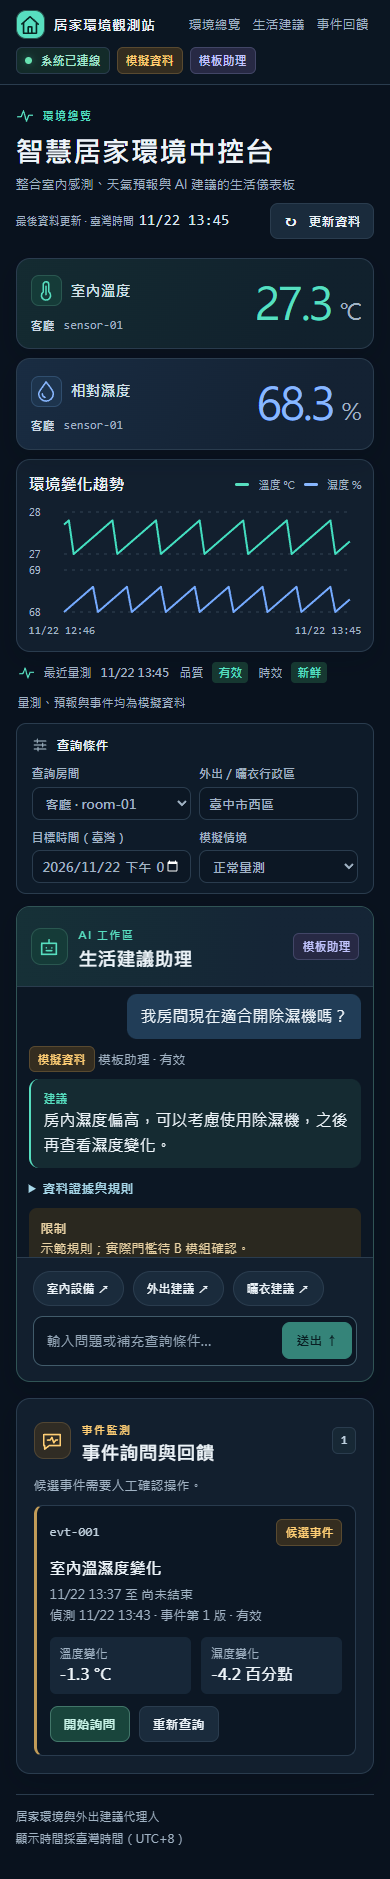 居家環境觀測站 環境總覽 生活建議 事件回饋
系統已連線 模擬資料 模板助理
環境總覽
智慧居家環境中控台
整合室內感測、天氣預報與 AI 建議的生活儀表板
最後資料更新 · 臺灣時間 11/22 13:45 ↻ 更新資料
室內溫度
27.3 °C
客廳 sensor-01
相對濕度
68.3 %
客廳 sensor-01
環境變化趨勢 溫度 °C 濕度 %
28
27
69
68
11/22 12:46 11/22 13:45
最近量測 11/22 13:45 品質 有效 時效 新鮮
量測、預報與事件均為模擬資料
查詢條件
查詢房間 外出 / 曬衣行政區
客廳 · room-01 臺中市西區
目標時間（臺灣） 模擬情境
2026/11/22 下午 0 正常量測
AI 工作區
生活建議助理 模板助理
我房間現在適合開除濕機嗎？
模擬資料 模板助理 · 有效
建議
房內濕度偏高，可以考慮使用除濕機，之後
再查看濕度變化。
▶ 資料證據與規則
限制
示範規則；實際門檻待 B 模組確認。
室內設備 ↗ 外出建議 ↗ 曬衣建議 ↗
輸入問題或補充查詢條件... 送出 ↑
事件監測
事件詢問與回饋 1
候選事件需要人工確認操作。
evt-001 候選事件
室內溫濕度變化
11/22 13:37 至 尚未結束
偵測 11/22 13:43 · 事件第 1 版 · 有效
溫度變化 濕度變化
-1.3 °C -4.2 百分點
開始詢問 重新查詢
居家環境與外出建議代理人
顯示時間採臺灣時間（UTC+8）